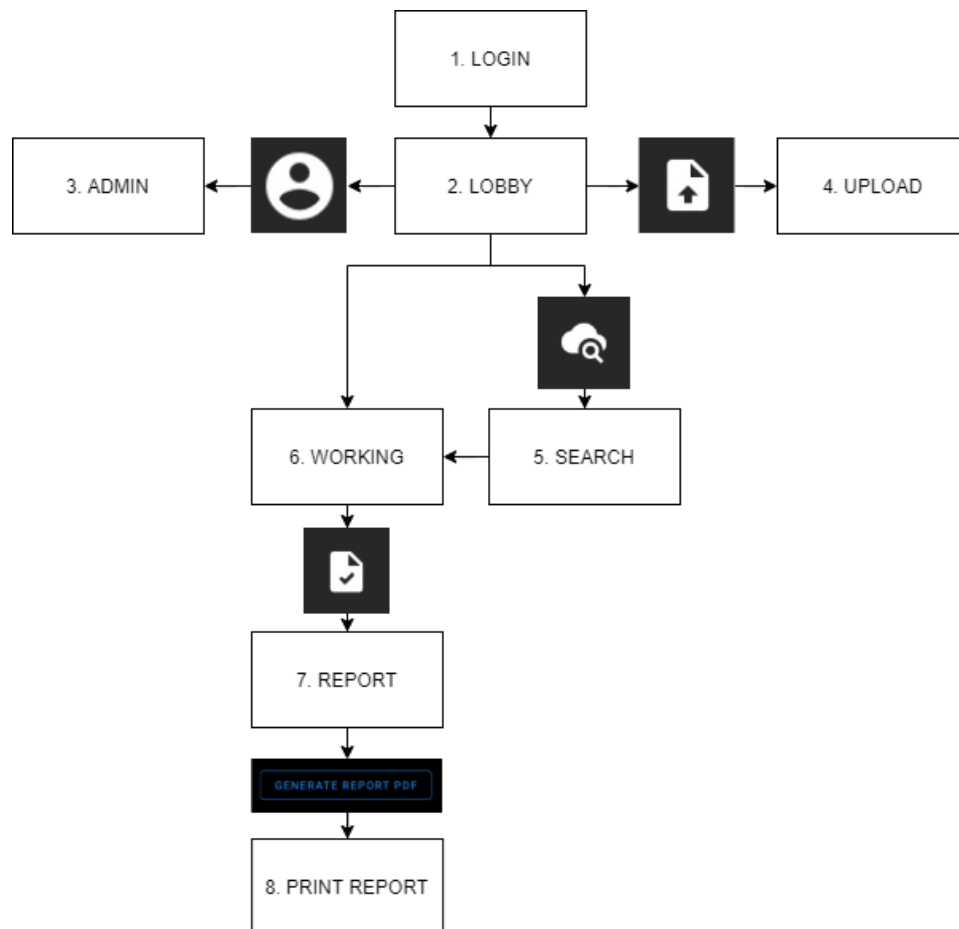 1. LOGIN
3. ADMIN
2. LOBBY
4. UPLOAD
6. WORKING
5. SEARCH
7. REPORT
GENERATE REPORT PDF
8. PRINT REPORT